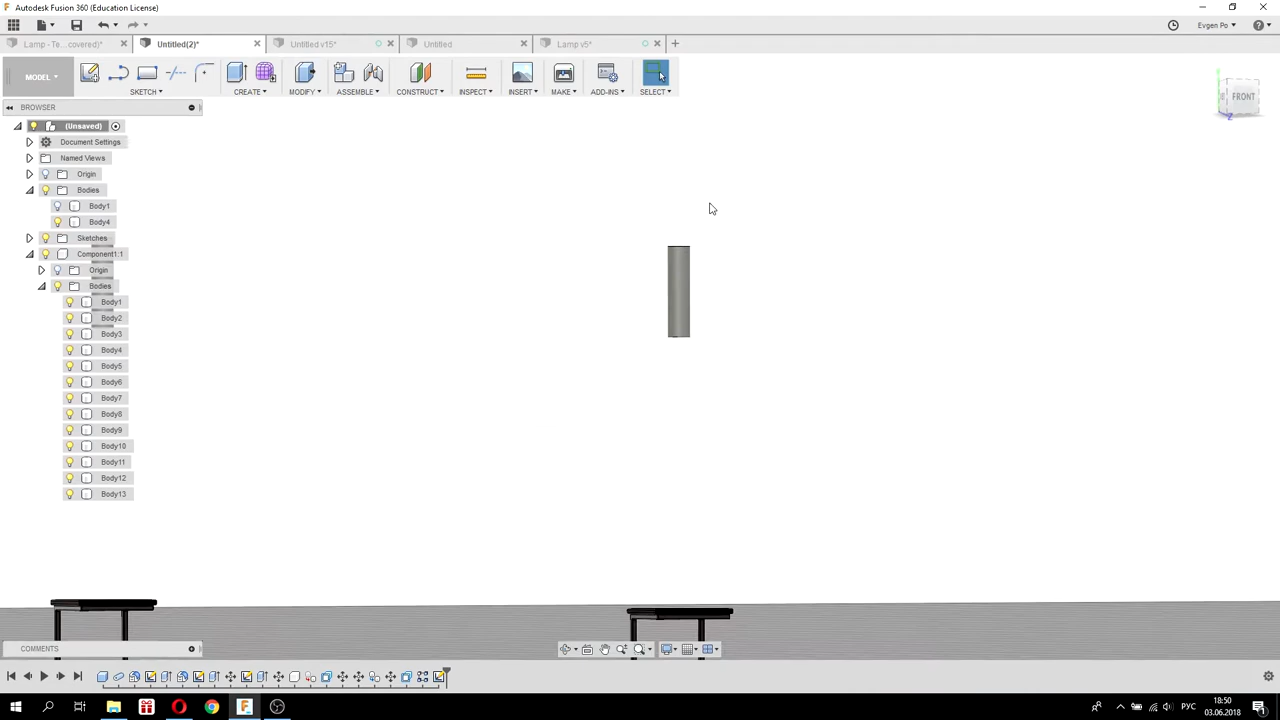 Autodesk Fusion 360 (Education License)
Evgen Po
Lamp - Te...covered)*
Untitled(2)*
Untitled v15*
Untitled
Lamp v5*
MODEL
SKETCH
CREATE
MODIFY
ASSEMBLE
CONSTRUCT
INSPECT
INSERT
MAKE
ADD-INS
SELECT
FRONT
Z
BROWSER
(Unsaved)
Document Settings
Named Views
Origin
Bodies
Body1
Body4
Sketches
Component1:1
Origin
Bodies
Body1
Body2
Body3
Body4
Body5
Body6
Body7
Body8
Body9
Body10
Body11
Body12
Body13
COMMENTS
РУС
18:50
03.06.2018